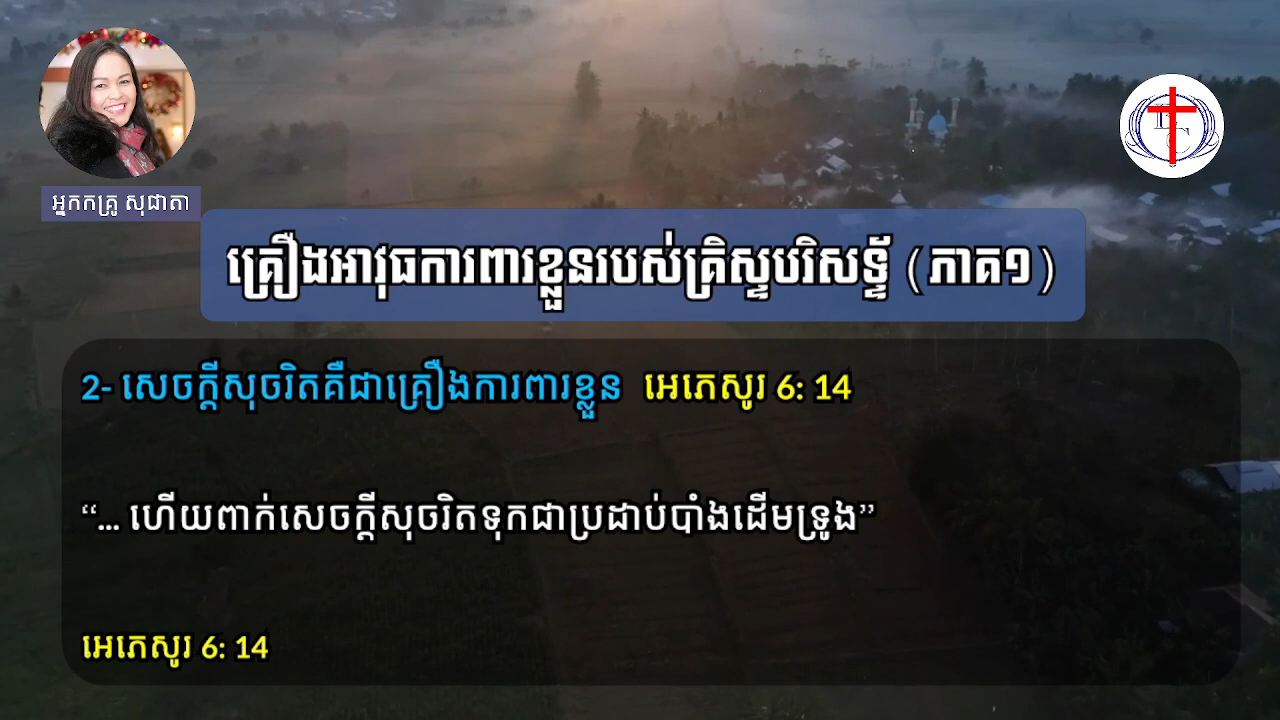 អ្នកកគ្រូ សុជាតា
គ្រឿងអាវុធការពារខ្លួនរបស់គ្រិស្ទបរិសទ្ទ័ (ភាគ១)
2- សេចក្ដីសុចរិតគឺជាគ្រឿងការពារខ្លួន អេភេសូរ 6: 14
“... ហើយពាក់សេចក្ដីសុចរិតទុកជាប្រដាប់បាំងដើមទ្រូង”
អេភេសូរ 6: 14